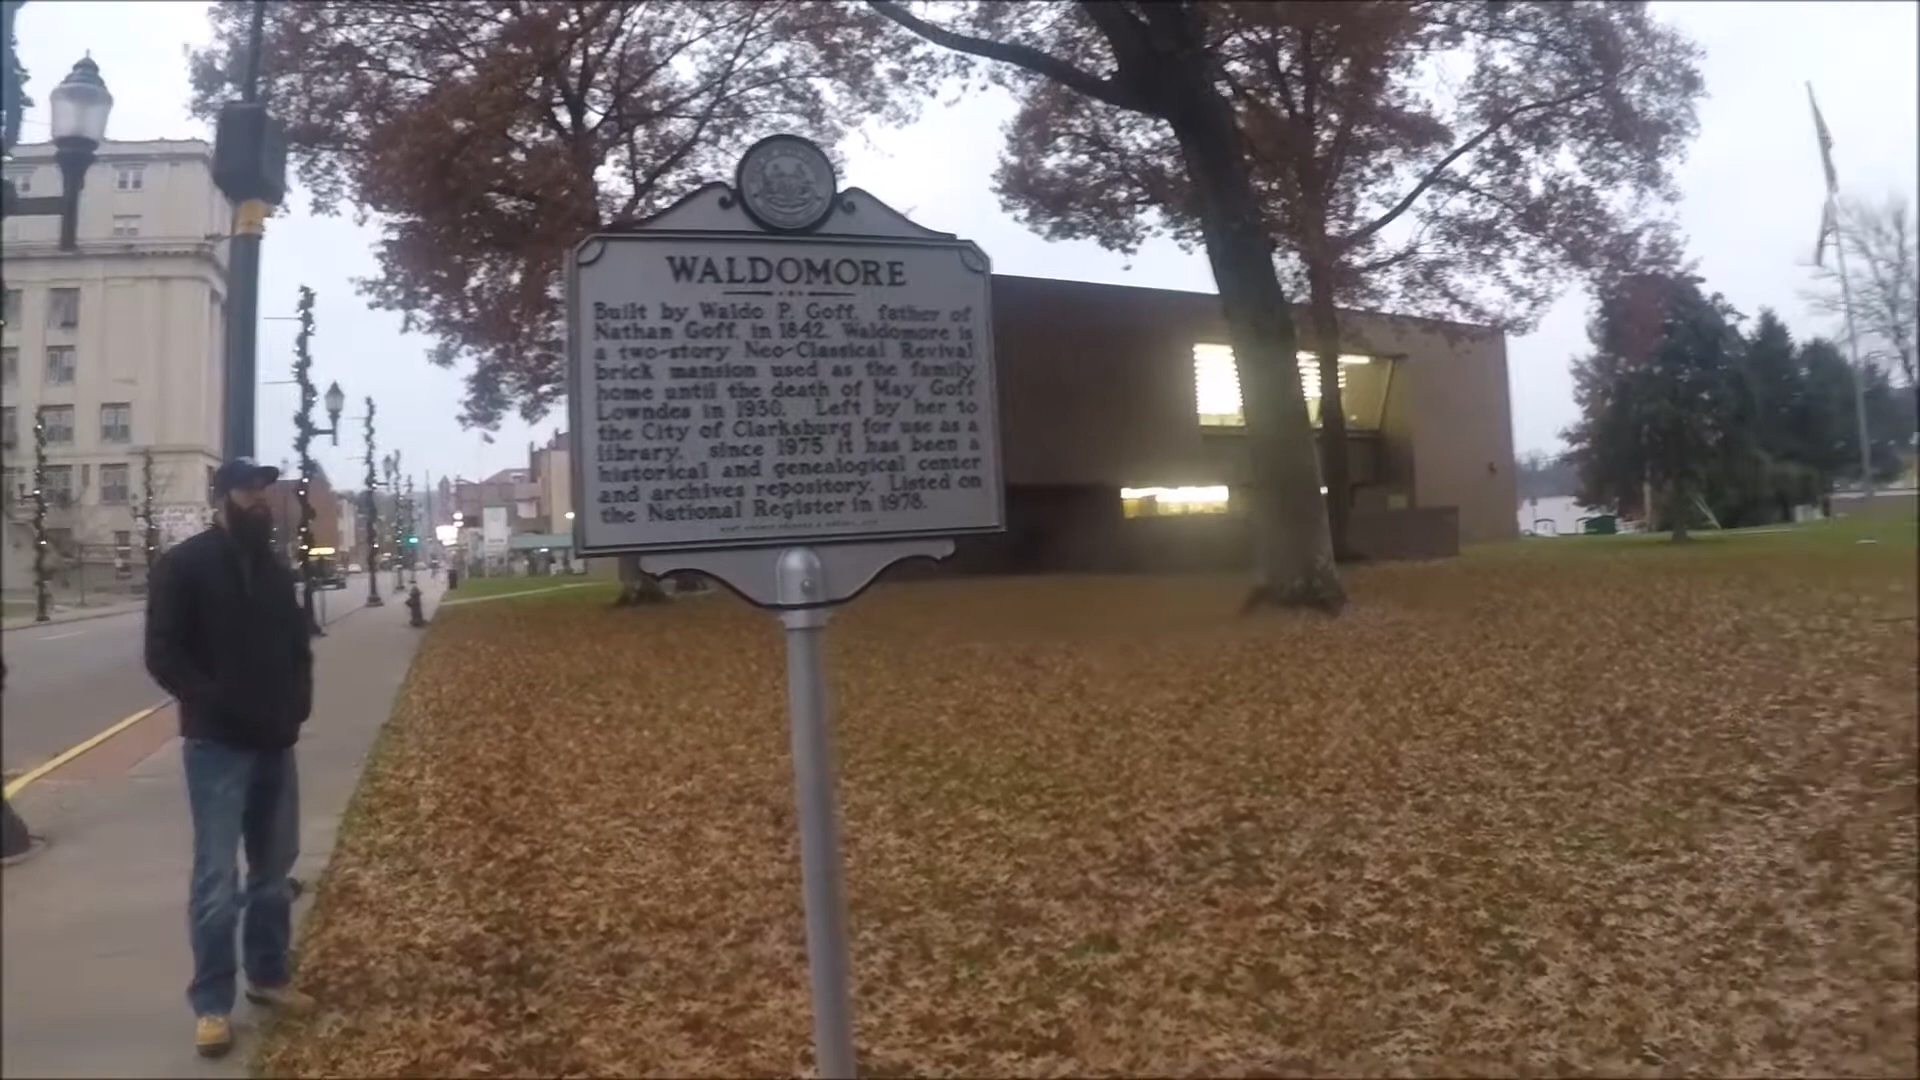 WALDOMORE
Built by Waldo P. Goff, father of
Nathan Goff, in 1842. Waldomore is
a two-story Neo-Classical Revival
brick mansion used as the family
home until the death of May Goff
Lowndes in 1930. Left by her to
the City of Clarksburg for use as a
library, since 1975 it has been a
historical and genealogical center
and archives repository. Listed on
the National Register in 1978.